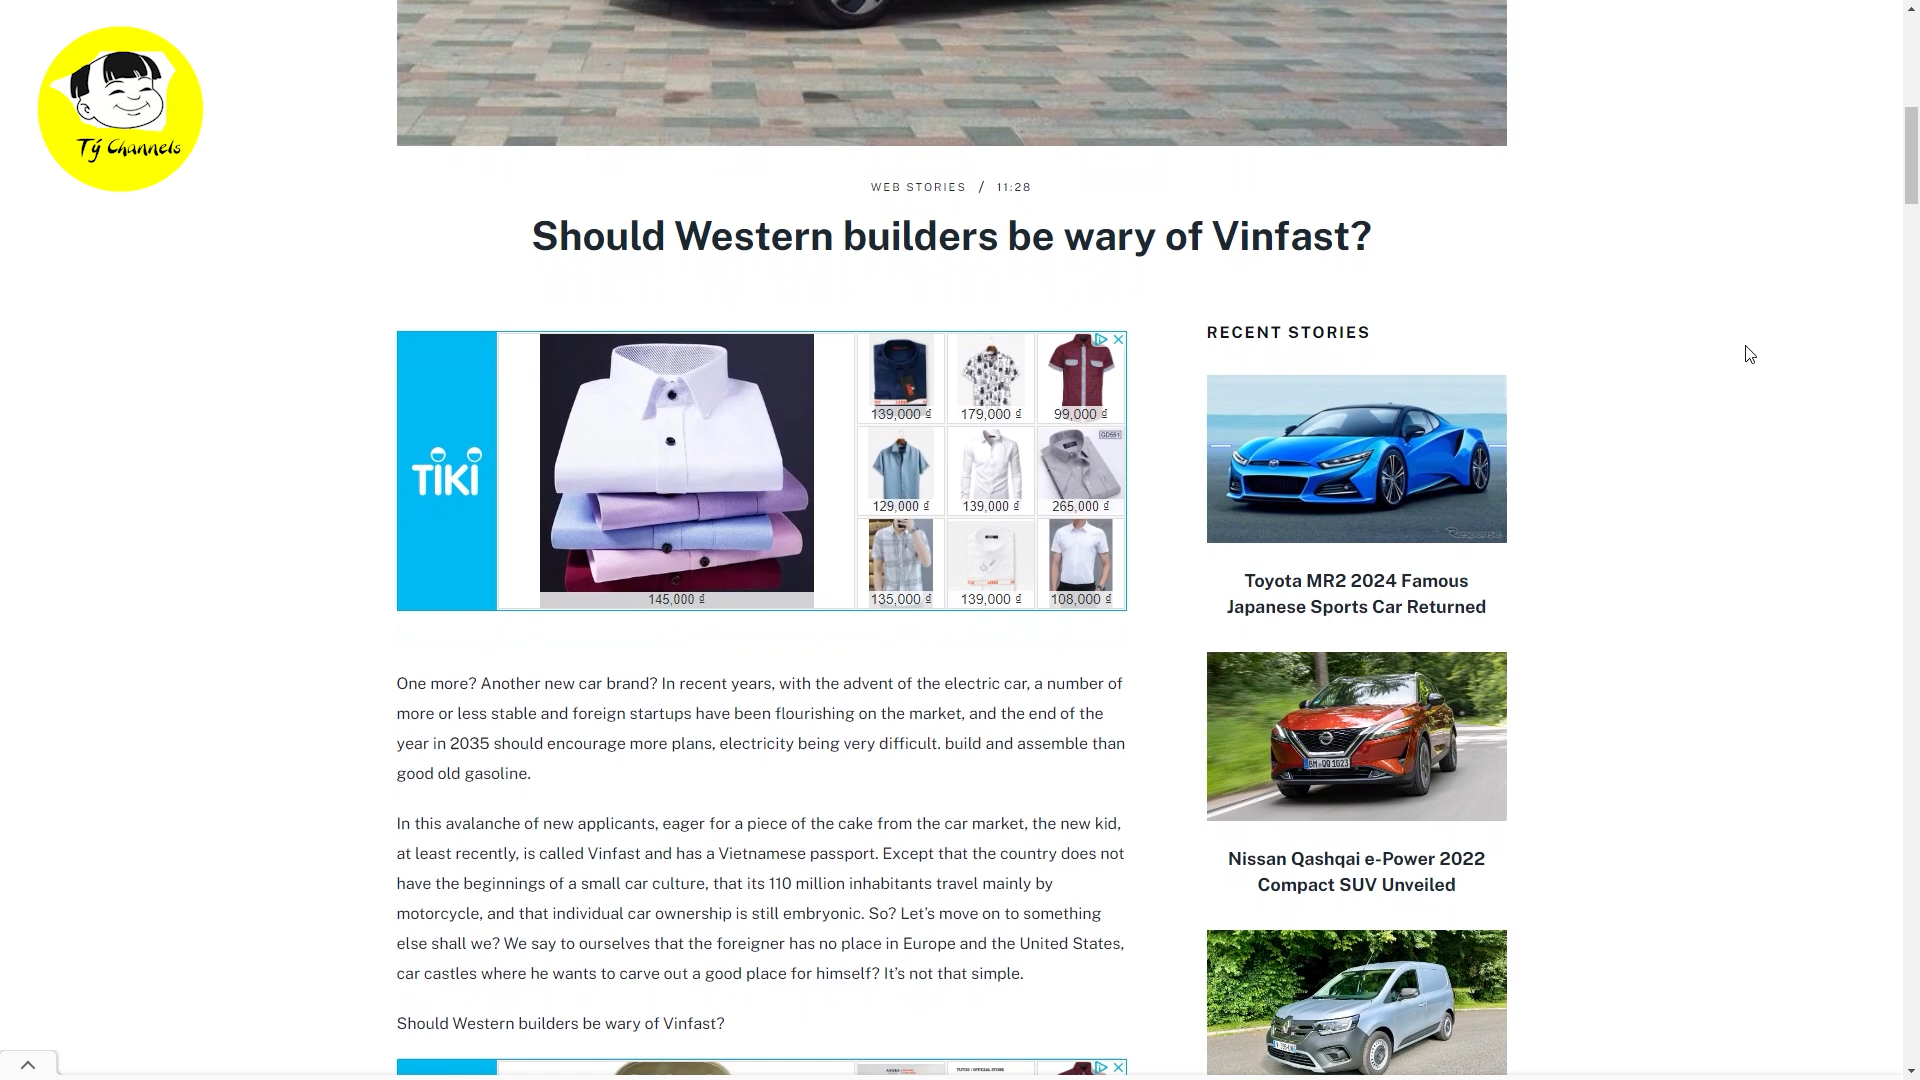 Tý Channels
WEB STORIES / 11:28
Should Western builders be wary of Vinfast?
TIKI
145,000 ₫
139,000 ₫
179,000 ₫
99,000 ₫
129,000 ₫
139,000 ₫
265,000 ₫
135,000 ₫
139,000 ₫
108,000 ₫
One more? Another new car brand? In recent years, with the advent of the electric car, a number of
more or less stable and foreign startups have been flourishing on the market, and the end of the
year in 2035 should encourage more plans, electricity being very difficult. build and assemble than
good old gasoline.
In this avalanche of new applicants, eager for a piece of the cake from the car market, the new kid,
at least recently, is called Vinfast and has a Vietnamese passport. Except that the country does not
have the beginnings of a small car culture, that its 110 million inhabitants travel mainly by
motorcycle, and that individual car ownership is still embryonic. So? Let’s move on to something
else shall we? We say to ourselves that the foreigner has no place in Europe and the United States,
car castles where he wants to carve out a good place for himself? It’s not that simple.
Should Western builders be wary of Vinfast?
RECENT STORIES
Toyota MR2 2024 Famous
Japanese Sports Car Returned
Nissan Qashqai e-Power 2022
Compact SUV Unveiled